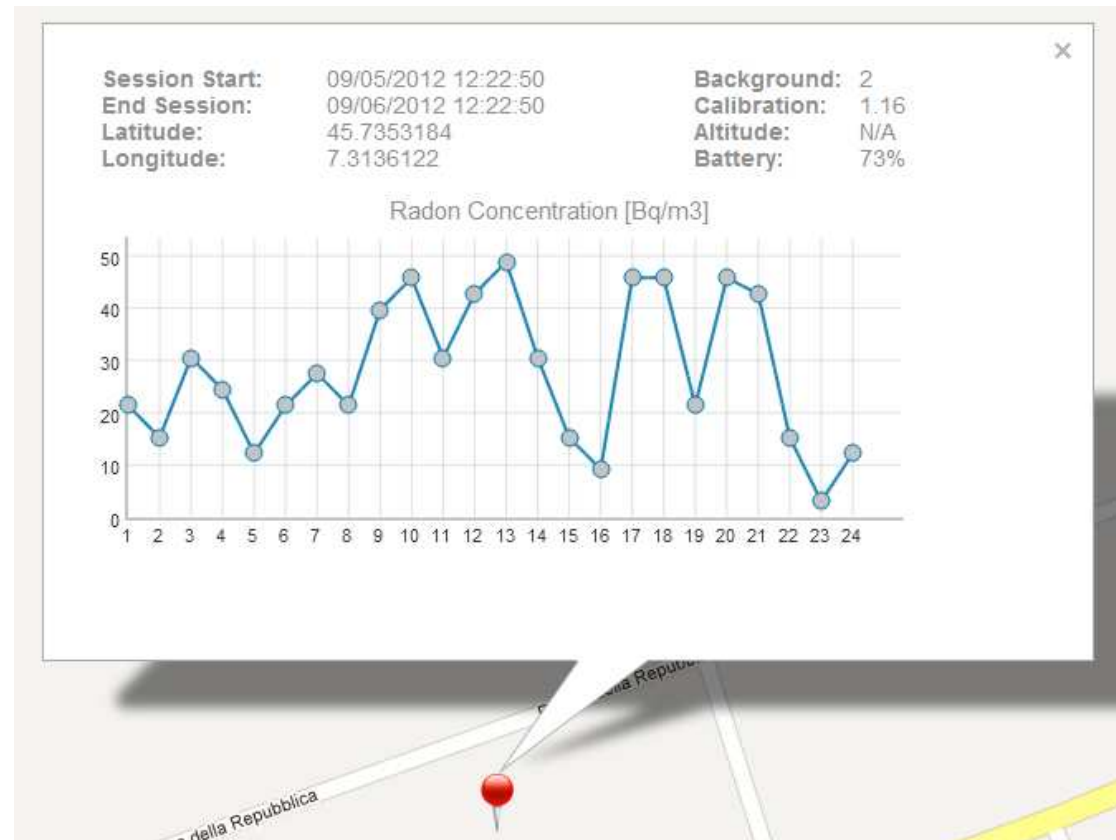 Session Start: 09/05/2012 12:22:50 Background: 2
End Session: 09/06/2012 12:22:50 Calibration: 1.16
Latitude: 45.7353184 Altitude: N/A
Longitude: 7.3136122 Battery: 73%
Radon Concentration [Bq/m3]
50
40
30
20
10
0
1 2 3 4 5 6 7 8 9 10 11 12 13 14 15 16 17 18 19 20 21 22 23 24
della Repubblica